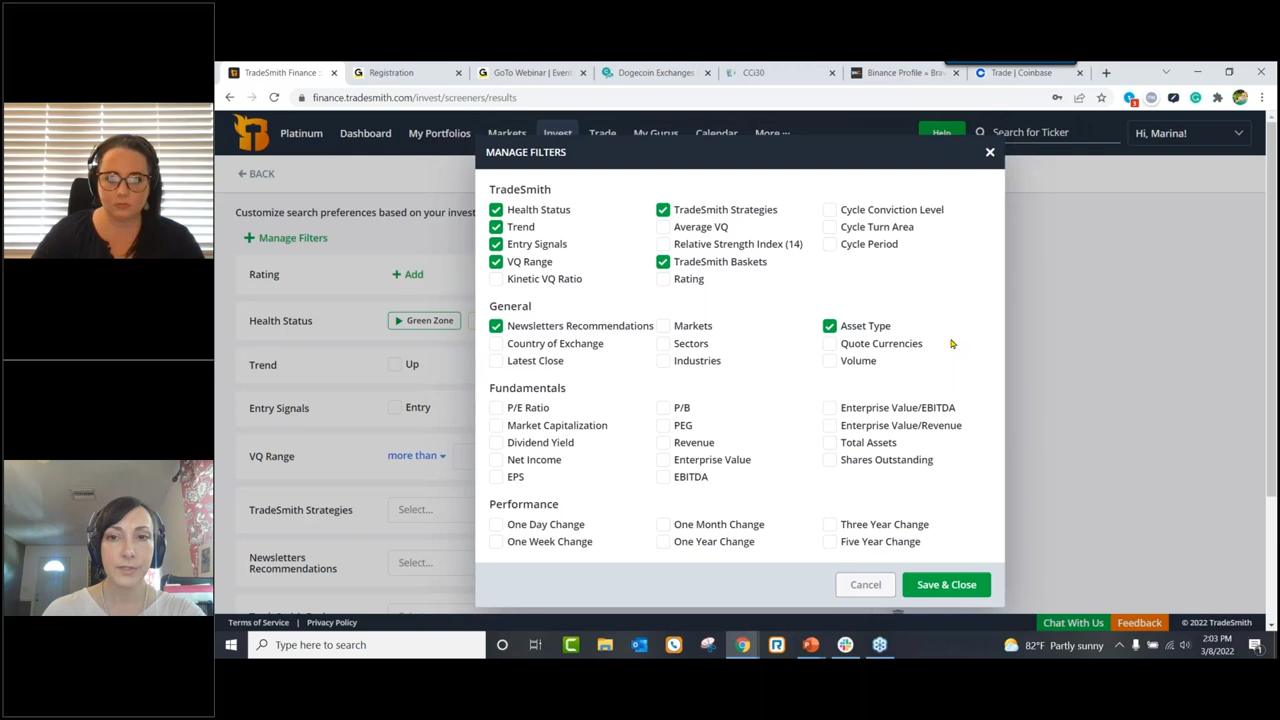 TradeSmith Finance ::
Registration
GoTo Webinar | Event
Dogecoin Exchanges
CCi30
Binance Profile » Brav
Trade | Coinbase
finance.tradesmith.com/invest/screeners/results
Platinum
Dashboard
My Portfolios
Markets
Invest
Trade
My Gurus
Calendar
More ...
Help
Search for Ticker
Hi, Marina!
BACK
Customize search preferences based on your invest
Manage Filters
Rating
Add
Health Status
Green Zone
Trend
Up
Entry Signals
Entry
VQ Range
more than
TradeSmith Strategies
Select...
Newsletters
Recommendations
Select...
MANAGE FILTERS
TradeSmith
Health Status
TradeSmith Strategies
Cycle Conviction Level
Trend
Average VQ
Cycle Turn Area
Entry Signals
Relative Strength Index (14)
Cycle Period
VQ Range
TradeSmith Baskets
Kinetic VQ Ratio
Rating
General
Newsletters Recommendations
Markets
Asset Type
Country of Exchange
Sectors
Quote Currencies
Latest Close
Industries
Volume
Fundamentals
P/E Ratio
P/B
Enterprise Value/EBITDA
Market Capitalization
PEG
Enterprise Value/Revenue
Dividend Yield
Revenue
Total Assets
Net Income
Enterprise Value
Shares Outstanding
EPS
EBITDA
Performance
One Day Change
One Month Change
Three Year Change
One Week Change
One Year Change
Five Year Change
Cancel
Save & Close
Terms of Service
Privacy Policy
Chat With Us
Feedback
© 2022 TradeSmith
Type here to search
82°F Partly sunny
2:03 PM
3/8/2022